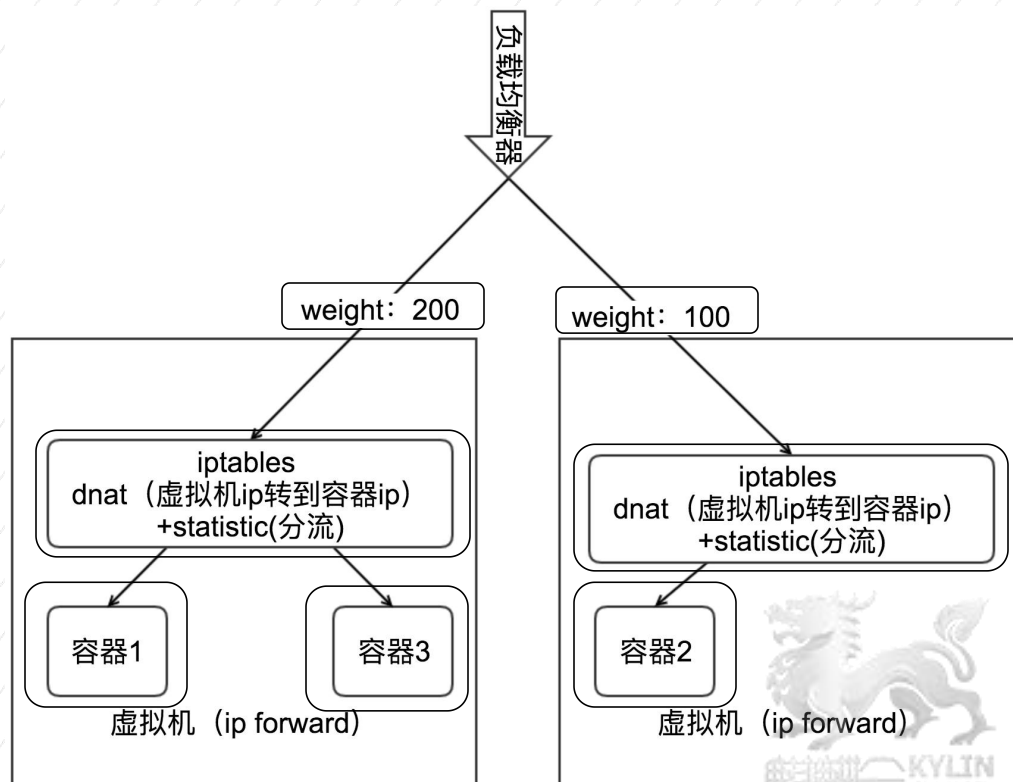 负载均衡器
weight：200
weight：100
iptables
dnat（虚拟机ip转到容器ip）
+statistic(分流)
iptables
dnat（虚拟机ip转到容器ip）
+statistic(分流)
容器1
容器3
容器2
虚拟机（ip forward）
虚拟机（ip forward）
KYLIN